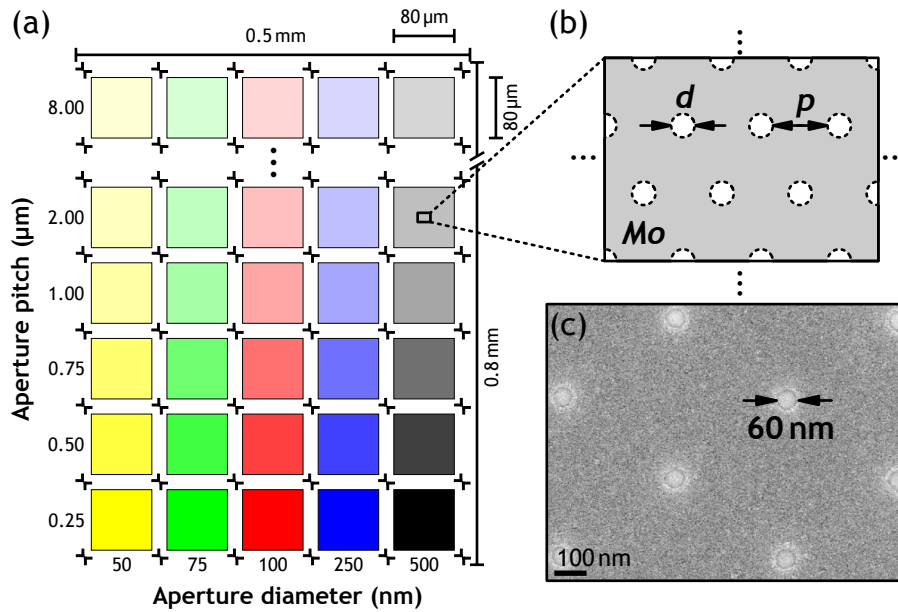 (a)
80 μm
0.5 mm
8.00
80 μm
2.00
1.00
0.75
0.50
0.25
Aperture pitch (μm)
0.8 mm
50 75 100 250 500
Aperture diameter (nm)
(b)
d
p
Mo
(c)
60 nm
100 nm